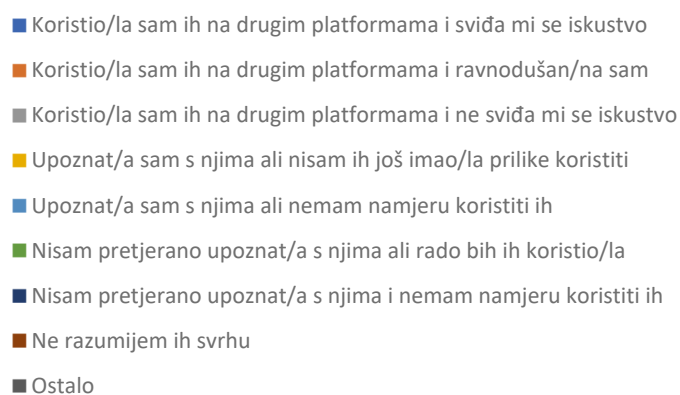 Koristio/la sam ih na drugim platformama i sviđa mi se iskustvo
Koristio/la sam ih na drugim platformama i ravnodušan/na sam
Koristio/la sam ih na drugim platformama i ne sviđa mi se iskustvo
Upoznat/a sam s njima ali nisam ih još imao/la prilike koristiti
Upoznat/a sam s njima ali nemam namjeru koristiti ih
Nisam pretjerano upoznat/a s njima ali rado bih ih koristio/la
Nisam pretjerano upoznat/a s njima i nemam namjeru koristiti ih
Ne razumijem ih svrhu
Ostalo